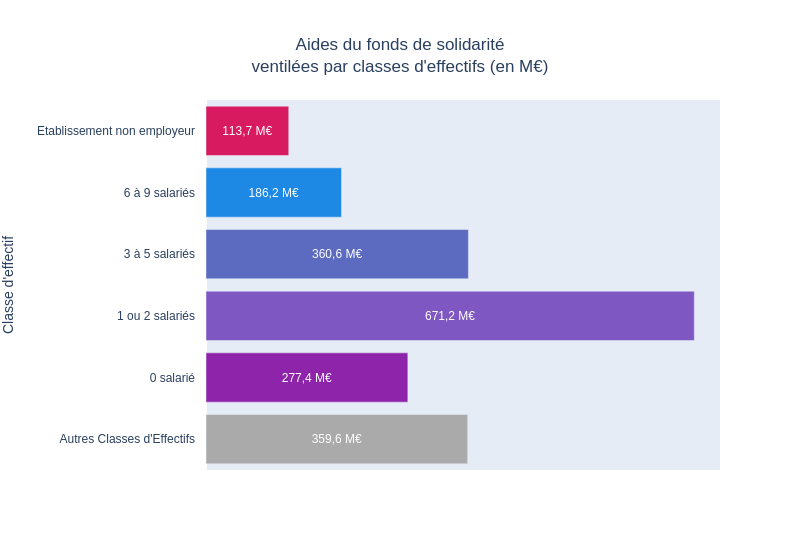 Aides du fonds de solidarité
ventilées par classes d'effectifs (en M€)
Classe d'effectif
Etablissement non employeur
113,7 M€
6 à 9 salariés
186,2 M€
3 à 5 salariés
360,6 M€
1 ou 2 salariés
671,2 M€
0 salarié
277,4 M€
Autres Classes d'Effectifs
359,6 M€